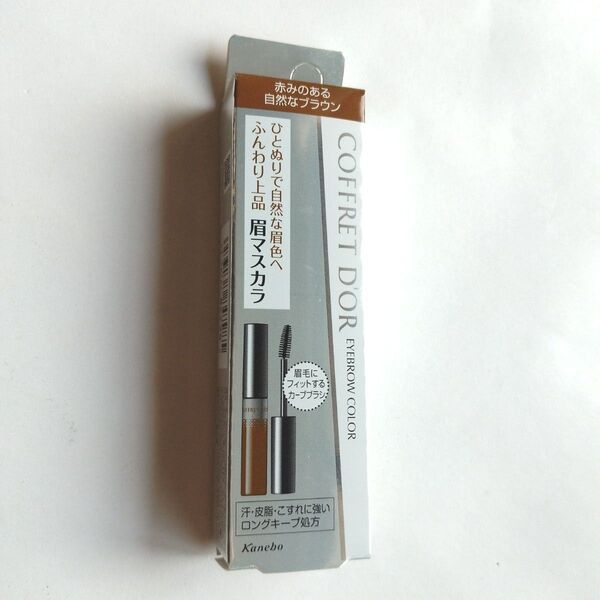 赤みのある
自然なブラウン
COFFRET D'OR
EYEBROW COLOR
ひとぬりで自然な眉色へ
ふんわり上品 眉マスカラ
眉毛に
フィットする
カーブブラシ
汗・皮脂・こすれに強い
ロングキープ処方
Kanebo